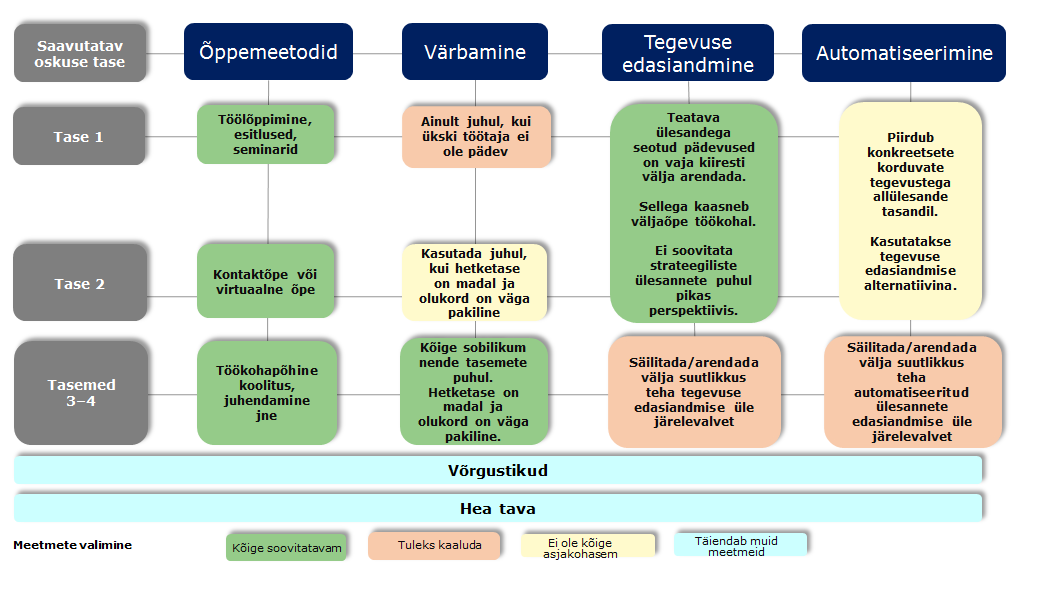 Saavutatav
oskuse tase
Õppemeetodid
Värbamine
Tegevuse
edasiandmine
Automatiseerimine
Tase 1
Töölõppimine,
esitlused,
seminarid
Ainult juhul, kui
ükski töötaja ei
ole pädev
Teatava
ülesandega
seotud pädevused
on vaja kiiresti
välja arendada.
Sellega kaasneb
väljaõpe töökohal.
Ei soovitata
strateegiliste
ülesannete puhul
pikas
perspektiivis.
Piirdub
konkreetsete
korduvate
tegevustega
allülesande
tasandil.
Kasutatakse
tegevuse
edasiandmise
alternatiivina.
Tase 2
Kontaktõpe või
virtuaalne õpe
Kasutada juhul,
kui hetketase
on madal ja
olukord on väga
pakiline
Tasemed
3–4
Töökohapõhine
koolitus,
juhendamine
jne
Kõige sobilikum
nende tasemete
puhul.
Hetketase on
madal ja
olukord on väga
pakiline.
Säilitada/arendada
välja suutlikkus
teha tegevuse
edasiandmise üle
järelevalvet
Säilitada/arendada
välja suutlikkus
teha
automatiseeritud
ülesannete
edasiandmise üle
järelevalvet
Võrgustikud
Hea tava
Meetmete valimine
Kõige soovitatavam
Tuleks kaaluda
Ei ole kõige
asjakohasem
Täiendab muid
meetmeid